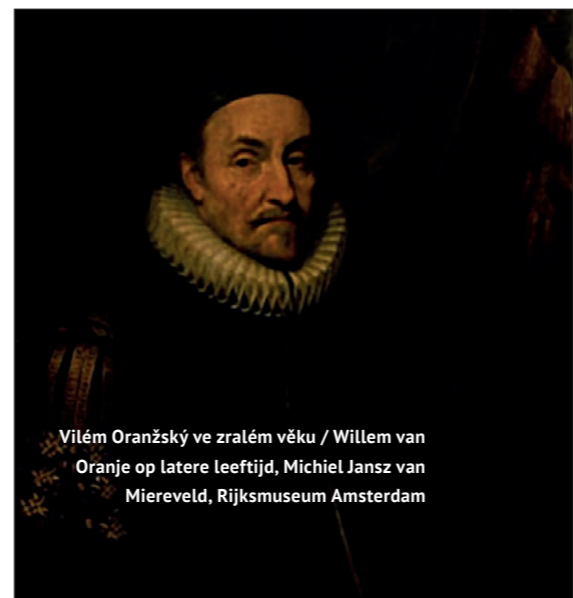 Vilém Oranžský ve zralém věku / Willem van
Oranje op latere leeftijd, Michiel Jansz van
Miereveld, Rijksmuseum Amsterdam